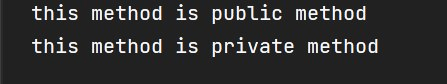 this method is public method
this method is private method